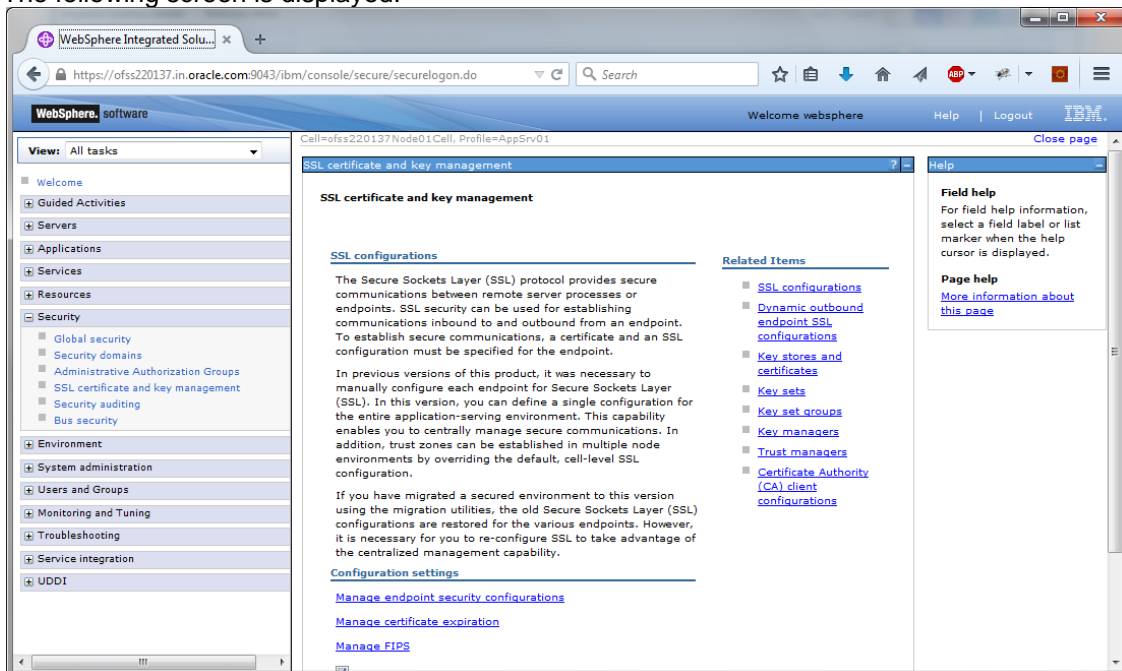 The following screen is displayed:
WebSphere Integrated Solu... × +
https://ofss220137.in.oracle.com:9043/ibm/console/secure/securelogon.do Search ABP
WebSphere. software Welcome websphere Help | Logout IBM.
View: All tasks
Welcome
Guided Activities
Servers
Applications
Services
Resources
Security
Global security
Security domains
Administrative Authorization Groups
SSL certificate and key management
Security auditing
Bus security
Environment
System administration
Users and Groups
Monitoring and Tuning
Troubleshooting
Service integration
UDDI
Cell=ofss220137Node01Cell, Profile=AppSrv01
Close page
SSL certificate and key management ? -
SSL certificate and key management
SSL configurations
The Secure Sockets Layer (SSL) protocol provides secure
communications between remote server processes or
endpoints. SSL security can be used for establishing
communications inbound to and outbound from an endpoint.
To establish secure communications, a certificate and an SSL
configuration must be specified for the endpoint.
In previous versions of this product, it was necessary to
manually configure each endpoint for Secure Sockets Layer
(SSL). In this version, you can define a single configuration for
the entire application-serving environment. This capability
enables you to centrally manage secure communications. In
addition, trust zones can be established in multiple node
environments by overriding the default, cell-level SSL
configuration.
If you have migrated a secured environment to this version
using the migration utilities, the old Secure Sockets Layer (SSL)
configurations are restored for the various endpoints. However,
it is necessary for you to re-configure SSL to take advantage of
the centralized management capability.
Configuration settings
Manage endpoint security configurations
Manage certificate expiration
Manage FIPS
Related Items
SSL configurations
Dynamic outbound
endpoint SSL
configurations
Key stores and
certificates
Key sets
Key set groups
Key managers
Trust managers
Certificate Authority
(CA) client
configurations
Help -
Field help
For field help information,
select a field label or list
marker when the help
cursor is displayed.
Page help
More information about
this page